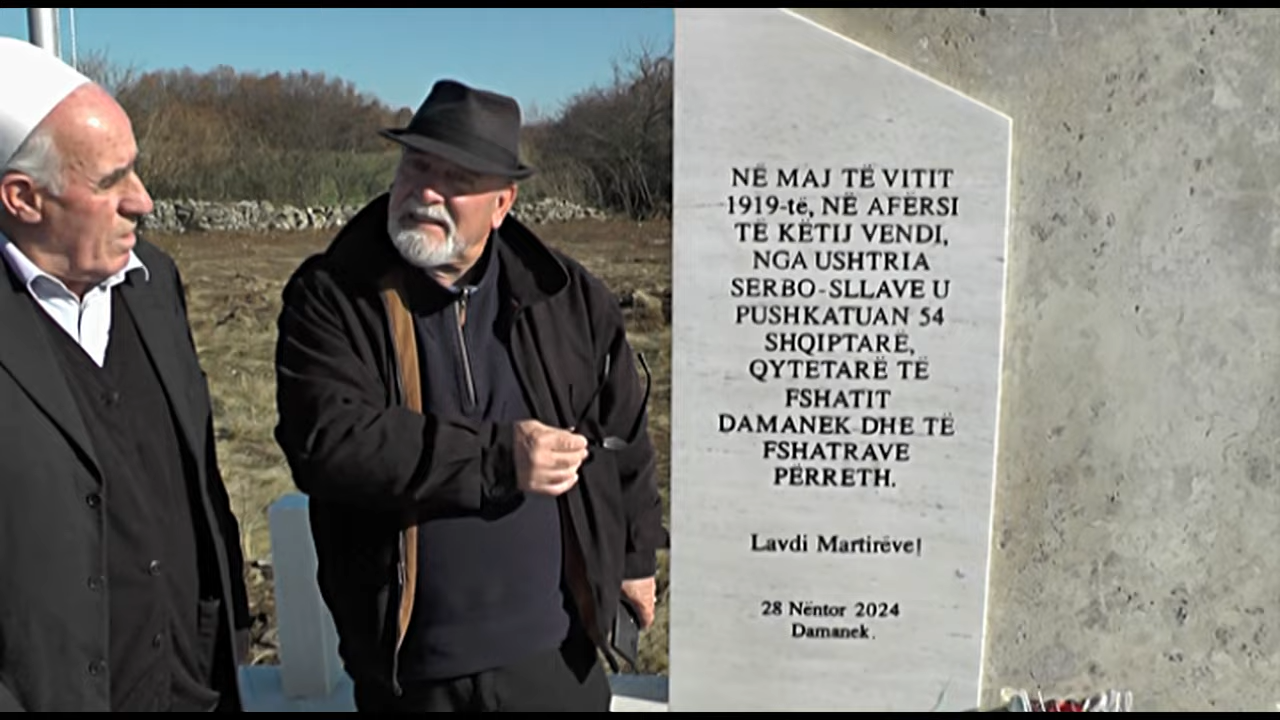 NË MAJ TË VITIT
1919-të, NË AFËRSI
TË KËTIJ VENDI,
NGA USHTRIA
SERBO-SLLAVE U
PUSHKATUAN 54
SHQIPTARË,
QYTETARË TË
FSHATIT
DAMANEK DHE TË
FSHATRAVE
PËRRETH.
Lavdi Martirëve!
28 Nëntor 2024
Damanek.